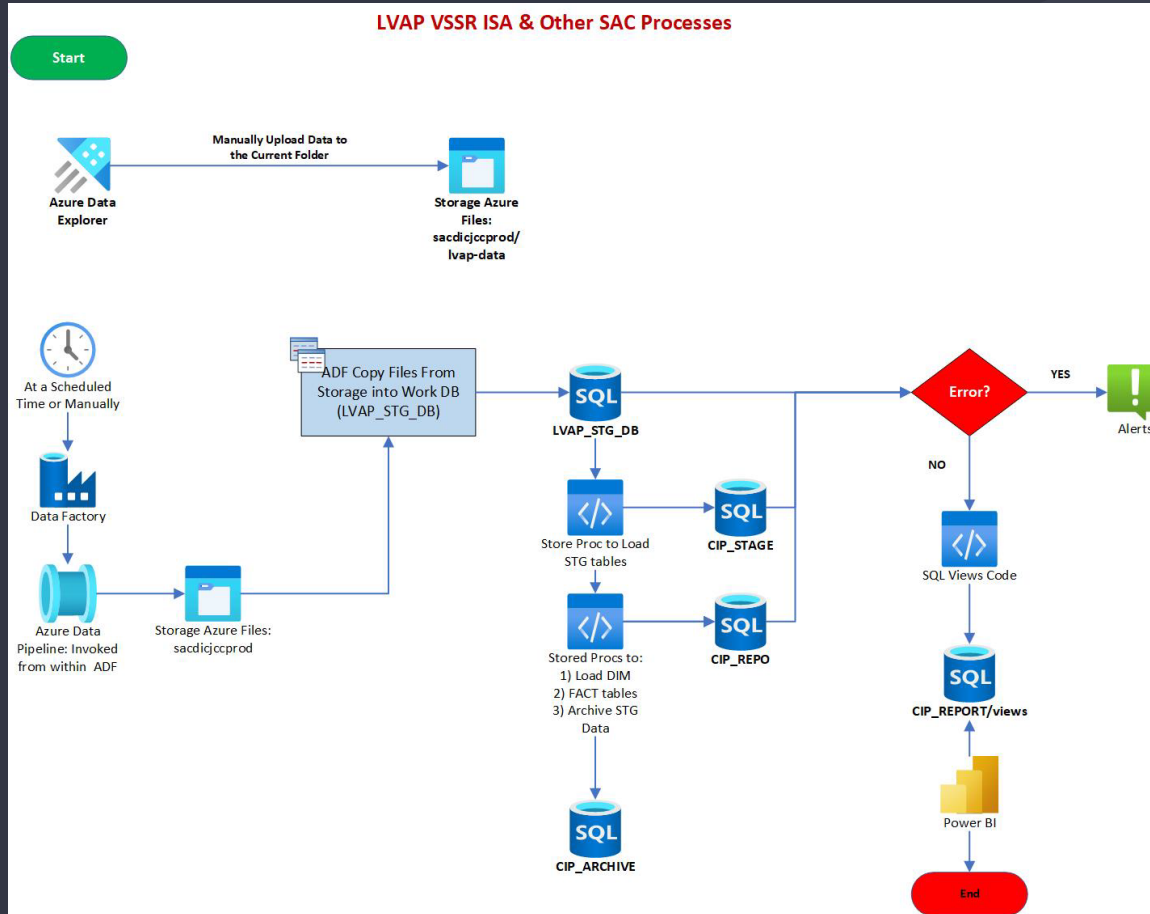 LVAP VSSR ISA & Other SAC Processes
Start
Manually Upload Data to
the Current Folder
Azure Data
Explorer
Storage Azure
Files:
sacdicjccprod/
lvap-data
At a Scheduled
Time or Manually
Data Factory
Azure Data
Pipeline: Invoked
from within ADF
Storage Azure Files:
sacdicjccprod
ADF Copy Files From
Storage into Work DB
(LVAP_STG_DB)
SQL
LVAP_STG_DB
Store Proc to Load
STG tables
SQL
CIP_STAGE
Stored Procs to:
1) Load DIM
2) FACT tables
3) Archive STG
Data
SQL
CIP_REPO
SQL
CIP_ARCHIVE
Error?
YES
Alerts
NO
SQL Views Code
SQL
CIP_REPORT/views
Power BI
End